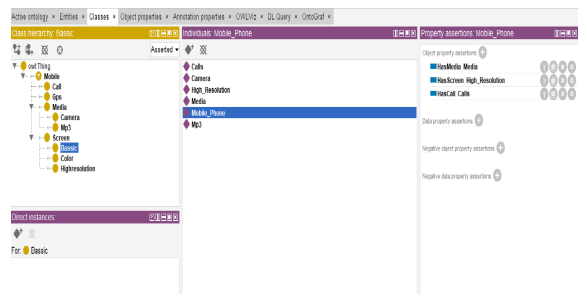 Active ontology × Entities × Classes × Object properties × Annotation properties × OWLViz × DL Query × OntoGraf ×
Class hierarchy: Bassic
Asserted
owl:Thing
Mobile
Call
Gps
Media
Camera
Mp3
Screen
Bassic
Color
Highresolution
Direct instances:
For: Bassic
Individuals: Mobile_Phone
Calls
Camera
High_Resolution
Media
Mobile_Phone
Mp3
Property assertions: Mobile_Phone
Object property assertions
HasMedia Media
HasScreen High_Resolution
HasCall Calls
Data property assertions
Negative object property assertions
Negative data property assertions